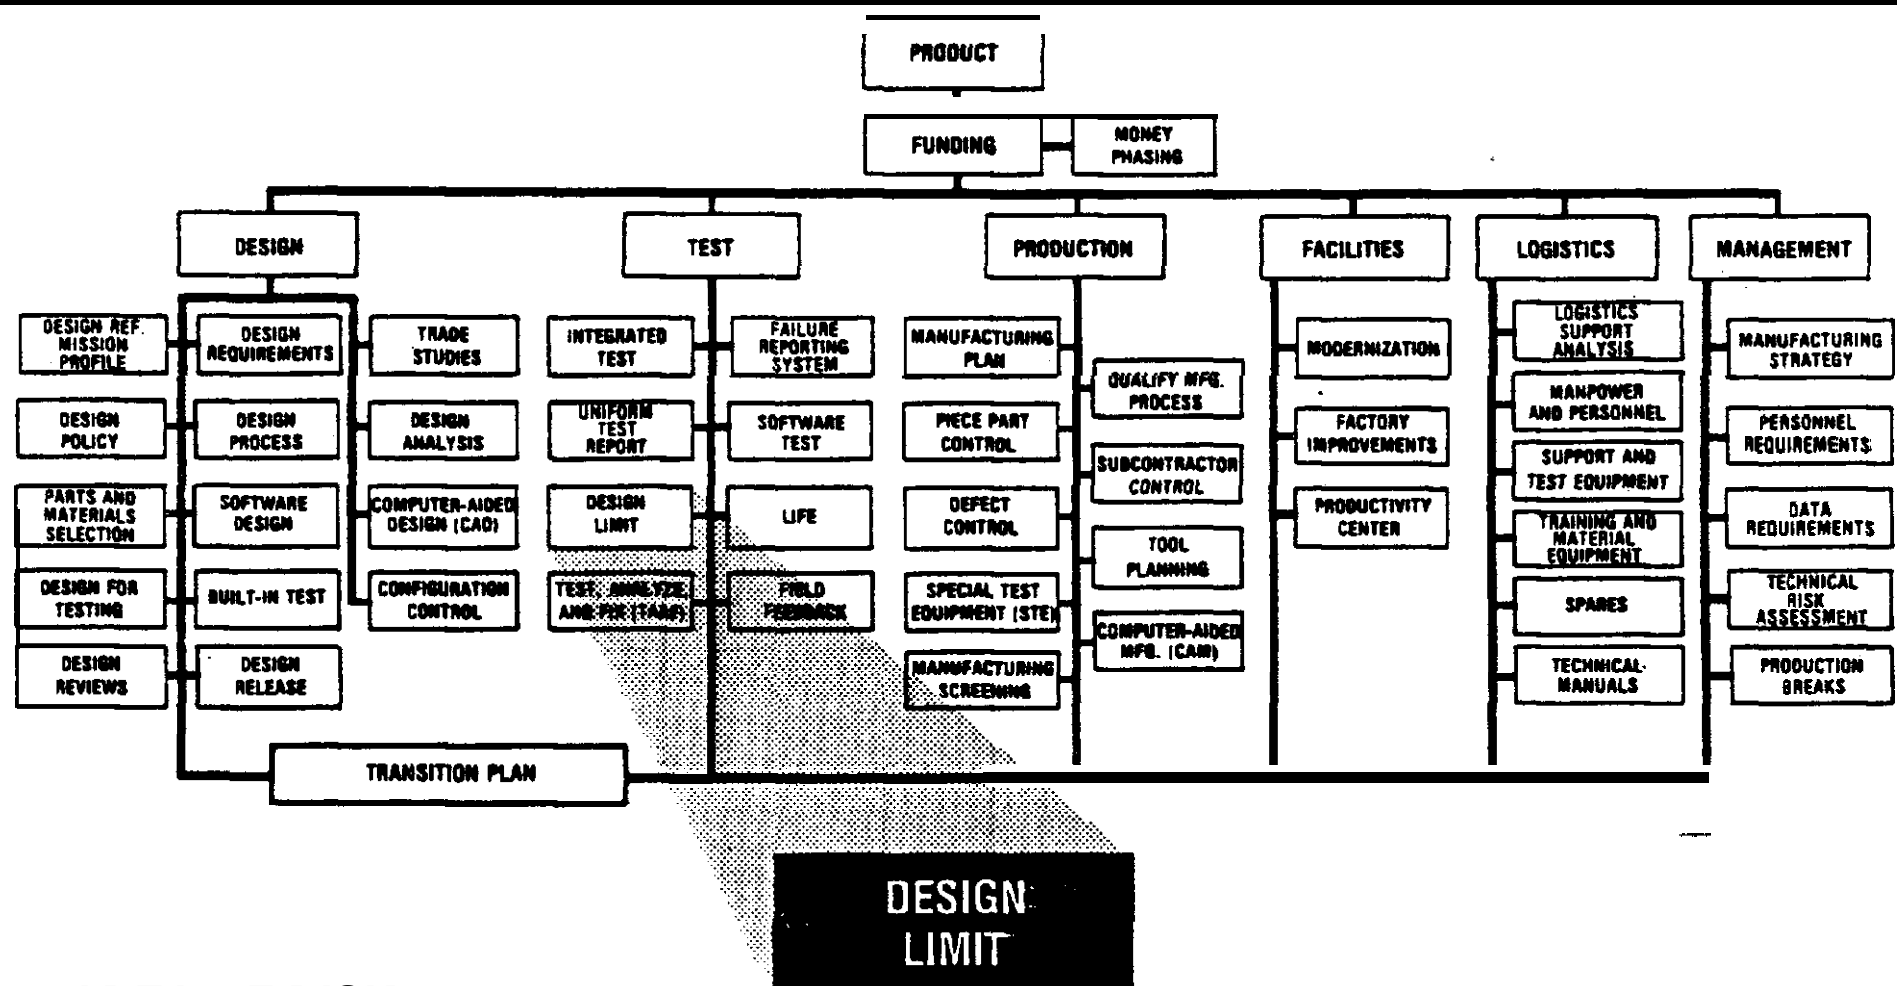 PRODUCT
FUNDING
MONEY
PHASING
DESIGN
TEST
PRODUCTION
FACILITIES
LOGISTICS
MANAGEMENT
DESIGN REF.
MISSION
PROFILE
DESIGN
REQUIREMENTS
TRADE
STUDIES
DESIGN
POLICY
DESIGN
PROCESS
DESIGN
ANALYSIS
PARTS AND
MATERIALS
SELECTION
SOFTWARE
DESIGN
COMPUTER-AIDED
DESIGN (CAD)
DESIGN FOR
TESTING
BUILT-IN TEST
CONFIGURATION
CONTROL
DESIGN
REVIEWS
DESIGN
RELEASE
INTEGRATED
TEST
FAILURE
REPORTING
SYSTEM
UNIFORM
TEST
REPORT
SOFTWARE
TEST
DESIGN
LIMIT
LIFE
TEST, ANALYZE,
AND FIX (TAAF)
FIELD
FEEDBACK
MANUFACTURING
PLAN
QUALIFY MFG.
PROCESS
PIECE PART
CONTROL
SUBCONTRACTOR
CONTROL
DEFECT
CONTROL
TOOL
PLANNING
SPECIAL TEST
EQUIPMENT (STE)
COMPUTER-AIDED
MFG. (CAM)
MANUFACTURING
SCREENING
MODERNIZATION
FACTORY
IMPROVEMENTS
PRODUCTIVITY
CENTER
LOGISTICS
SUPPORT
ANALYSIS
MANPOWER
AND PERSONNEL
SUPPORT AND
TEST EQUIPMENT
TRAINING AND
MATERIAL
EQUIPMENT
SPARES
TECHNICAL
MANUALS
MANUFACTURING
STRATEGY
PERSONNEL
REQUIREMENTS
DATA
REQUIREMENTS
TECHNICAL
RISK
ASSESSMENT
PRODUCTION
BREAKS
TRANSITION PLAN
DESIGN
LIMIT